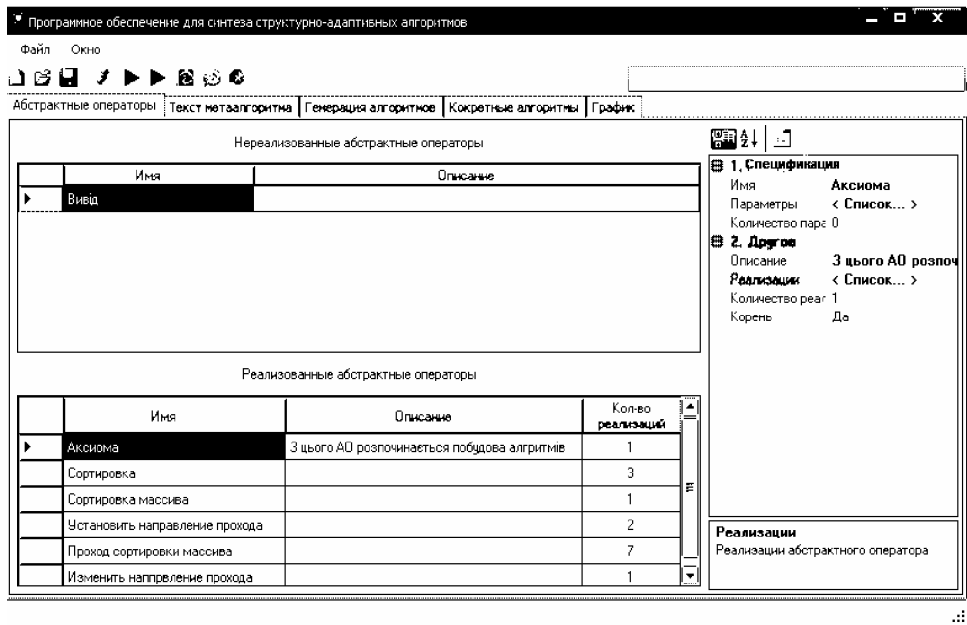 Программное обеспечение для синтеза структурно-адаптивных алгоритмов
Файл Окно
Абстрактные операторы Текст метаалгоритма Генерация алгоритмов Кокретные алгоритмы График
Нереализованные абстрактные операторы
Имя Описание
Вивід
Реализованные абстрактные операторы
Имя Описание Кол-во реализаций
Аксиома З цього АО розпочинається побудова алгритмів 1
Сортировка 3
Сортировка массива 1
Установить направление прохода 2
Проход сортировки массива 7
Изменить наппрвление прохода 1
1. Спецификация
Имя Аксиома
Параметры < Список... >
Количество пара 0
2. Другое
Описание З цього АО розпоч
Реализации < Список... >
Количество реал 1
Корень Да
Реализации
Реализации абстрактного оператора